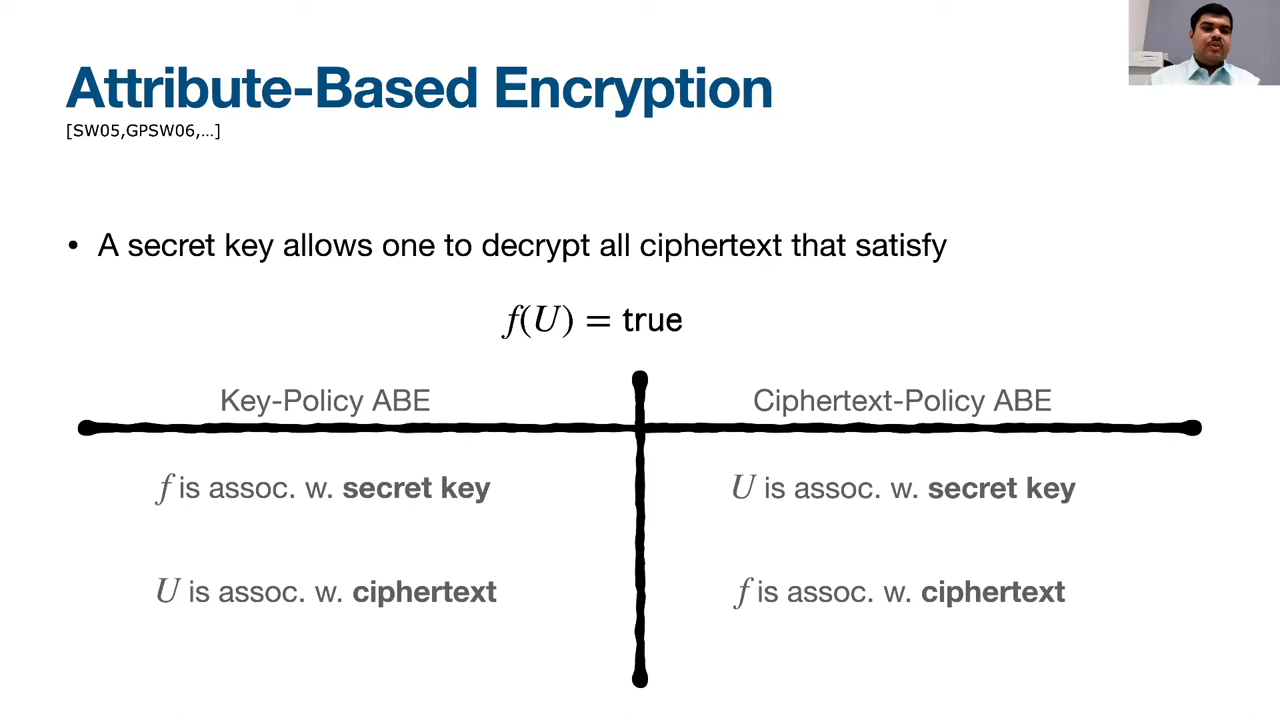 Attribute-Based Encryption
[SW05,GPSW06,...]
• A secret key allows one to decrypt all ciphertext that satisfy
f(U) = true
Key-Policy ABE
Ciphertext-Policy ABE
f is assoc. w. secret key
U is assoc. w. secret key
U is assoc. w. ciphertext
f is assoc. w. ciphertext